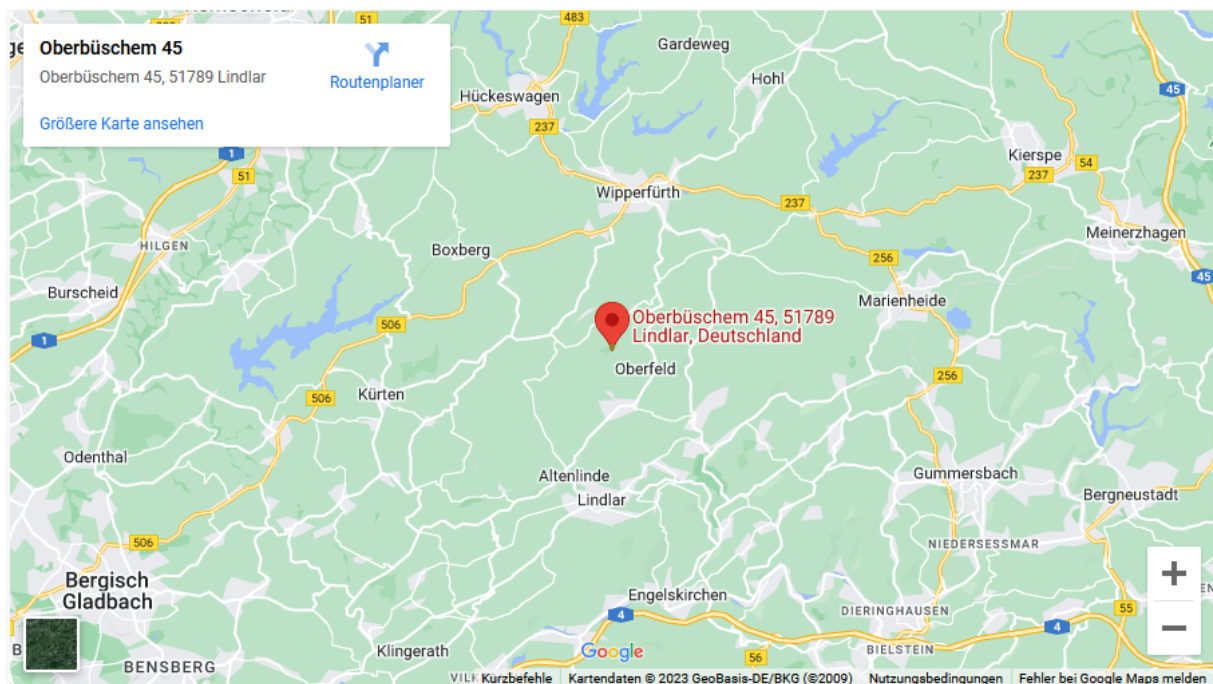 Oberbüschem 45
Oberbüschem 45, 51789 Lindlar
Routenplaner
Größere Karte ansehen
51
483
Gardeweg
Hohl
45
Hückeswagen
237
1
51
Kierspe
54
237
Wipperfürth
237
Meinerzhagen
HILGEN
Boxberg
256
45
Burscheid
Marienheide
Oberbüschem 45, 51789
Lindlar, Deutschland
506
1
Oberfeld
256
506
Kürten
Odenthal
Altenlinde
Lindlar
Gummersbach
Bergneustadt
506
NIEDERSESSMAR
Bergisch
Gladbach
Engelskirchen
DIERINGHAUSEN
55
4
4
Klingerath
Google
56
BIELSTEIN
BENSBERG
Kurzbefehle
Kartendaten © 2023 GeoBasis-DE/BKG (©2009)
Nutzungsbedingungen
Fehler bei Google Maps melden